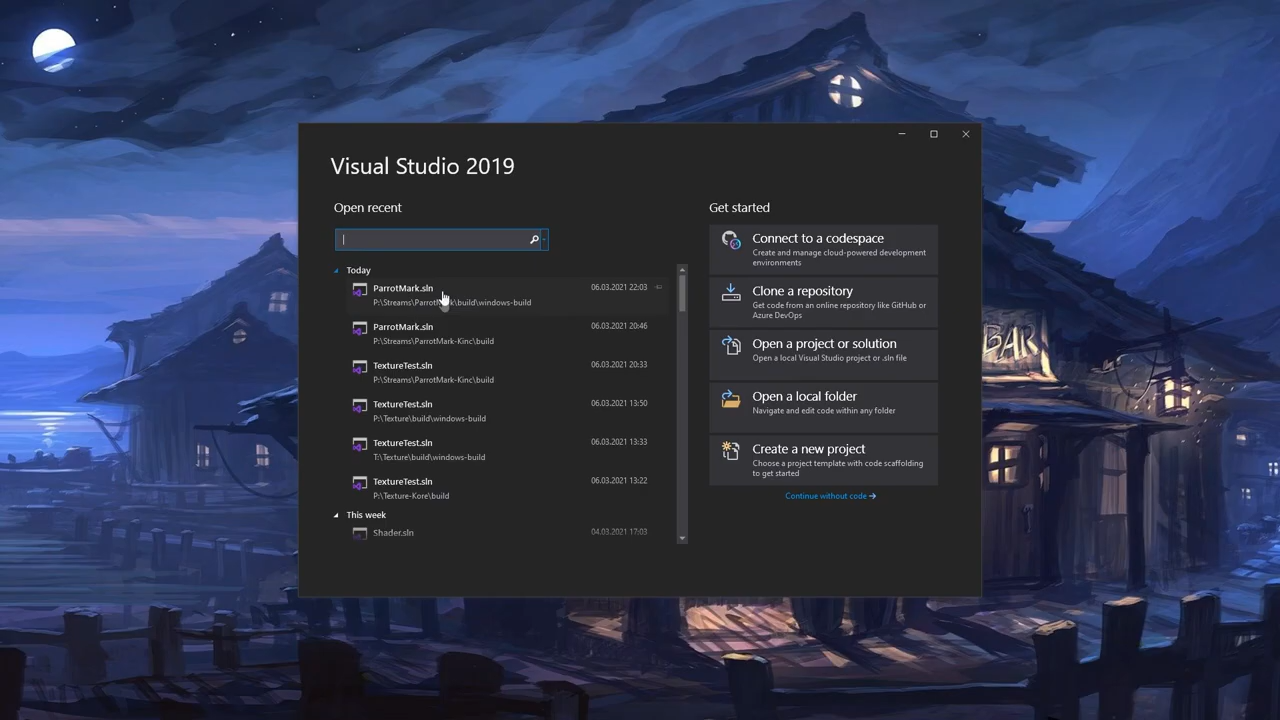 Visual Studio 2019
Open recent
Today
ParrotMark.sln 06.03.2021 22:03
P:\Streams\ParrotMark\build\windows-build
ParrotMark.sln 06.03.2021 20:46
P:\Streams\ParrotMark-Kinc\build
TextureTest.sln 06.03.2021 20:33
P:\Streams\ParrotMark-Kinc\build
TextureTest.sln 06.03.2021 13:50
P:\Texture\build\windows-build
TextureTest.sln 06.03.2021 13:33
T:\Texture\build\windows-build
TextureTest.sln 06.03.2021 13:22
P:\Texture-Kore\build
This week
Shader.sln 04.03.2021 17:03
Get started
Connect to a codespace
Create and manage cloud-powered development
environments
Clone a repository
Get code from an online repository like GitHub or
Azure DevOps
Open a project or solution
Open a local Visual Studio project or .sln file
Open a local folder
Navigate and edit code within any folder
Create a new project
Choose a project template with code scaffolding
to get started
Continue without code
BAR